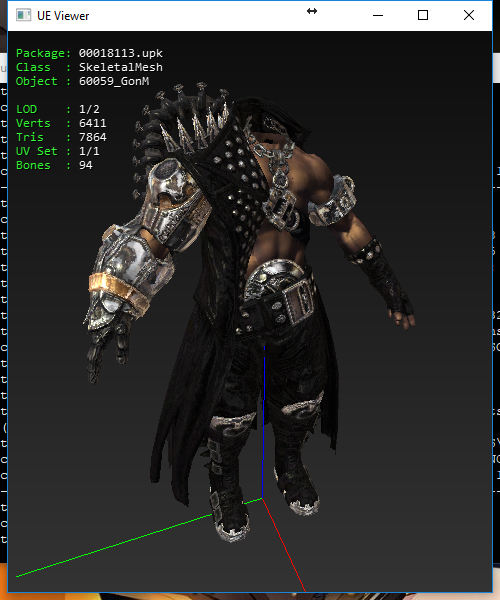 UE Viewer
Package: 00018113.upk
Class : SkeletalMesh
Object : 60059_GonM
LOD : 1/2
Verts : 6411
Tris : 7864
UV Set : 1/1
Bones : 94